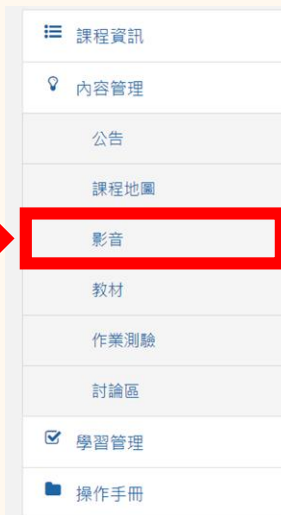 課程資訊
內容管理
公告
課程地圖
影音
教材
作業測驗
討論區
學習管理
操作手冊